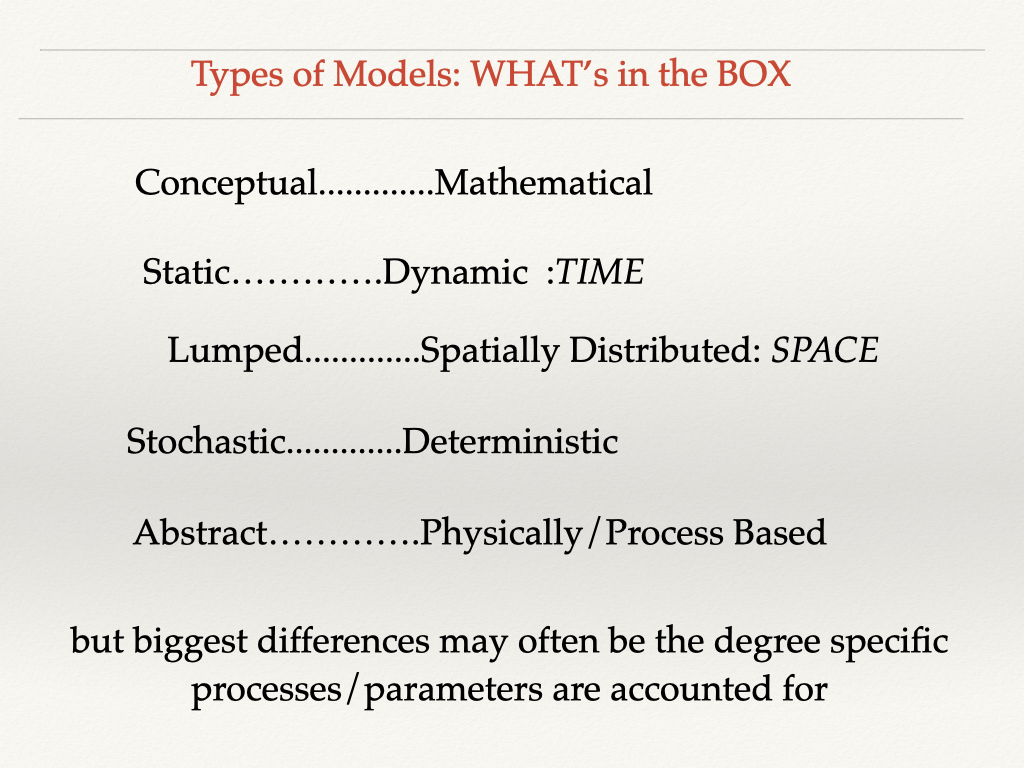 Types of Models: WHAT’s in the BOX
Conceptual.............Mathematical
Static………….Dynamic :TIME
Lumped.............Spatially Distributed: SPACE
Stochastic.............Deterministic
Abstract………….Physically/Process Based
but biggest differences may often be the degree specific
processes/parameters are accounted for